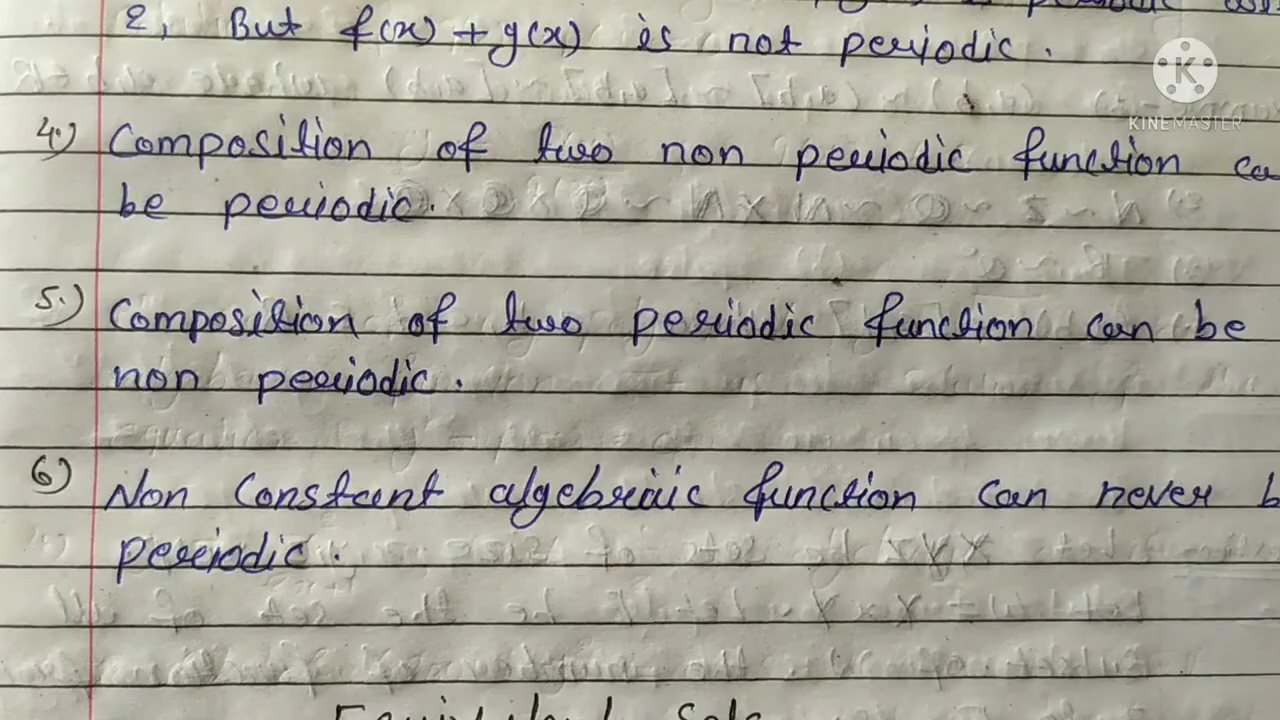 2, But f(x) + g(x) is not periodic.
KINEMASTER
4.) Composition of two non periodic function ca
be periodic.
5.) Composition of two periodic function can be
non periodic.
6) Non Constant algebraic function can never b
periodic.